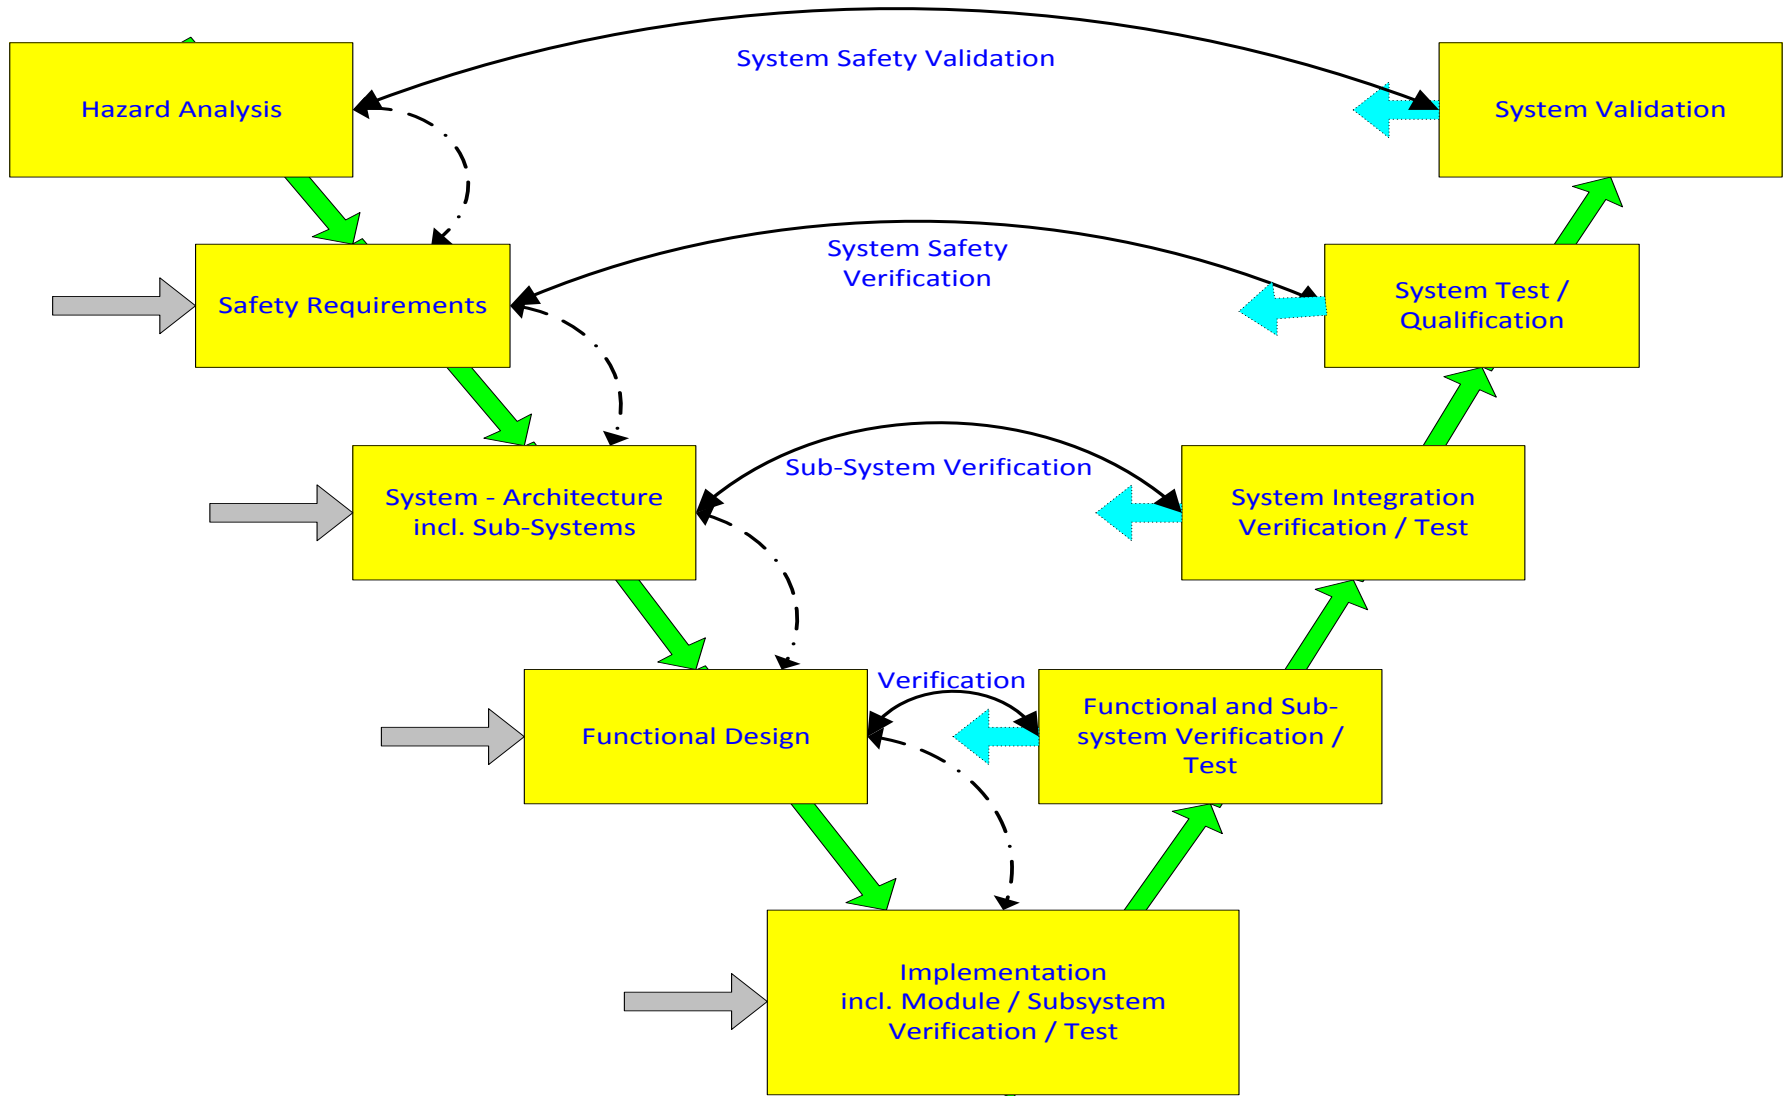 System Safety Validation
Hazard Analysis
System Validation
System Safety
Verification
Safety Requirements
System Test /
Qualification
Sub-System Verification
System - Architecture
incl. Sub-Systems
System Integration
Verification / Test
Verification
Functional Design
Functional and Sub-
system Verification /
Test
Implementation
incl. Module / Subsystem
Verification / Test